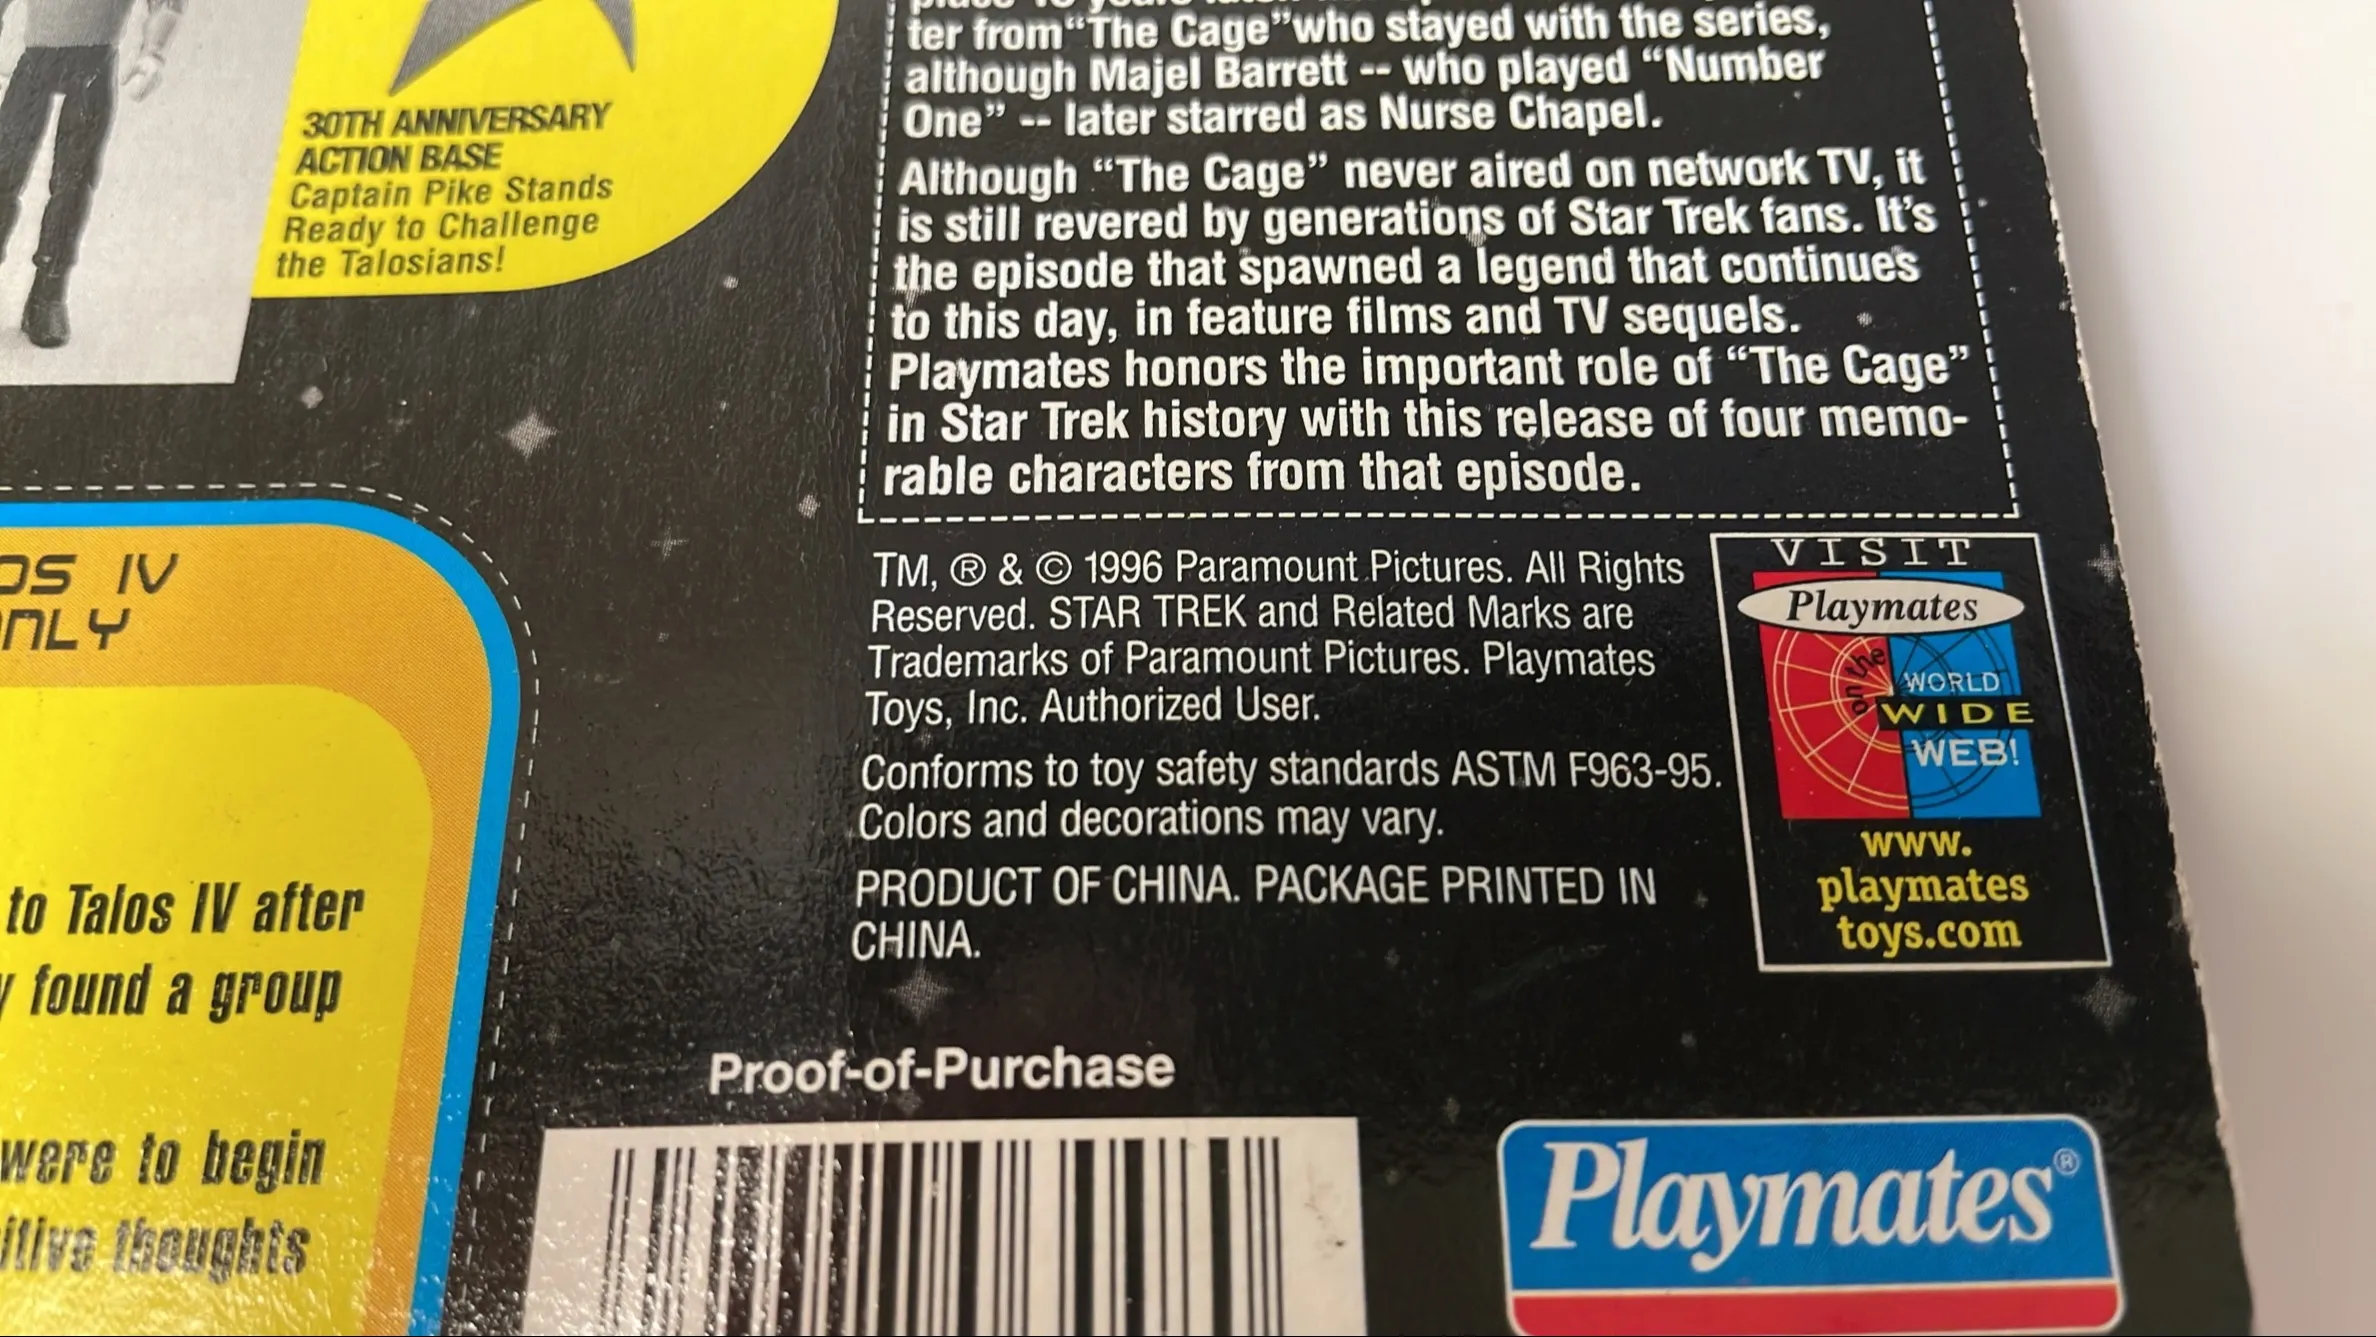 ter from“The Cage”who stayed with the series,
although Majel Barrett -- who played “Number
One” -- later starred as Nurse Chapel.
Although “The Cage” never aired on network TV, it
is still revered by generations of Star Trek fans. It’s
the episode that spawned a legend that continues
to this day, in feature films and TV sequels.
Playmates honors the important role of “The Cage”
in Star Trek history with this release of four memo-
rable characters from that episode.
30TH ANNIVERSARY
ACTION BASE
Captain Pike Stands
Ready to Challenge
the Talosians!
IV
to Talos IV after
found a group
were to begin
thoughts
TM, ® & © 1996 Paramount Pictures. All Rights
Reserved. STAR TREK and Related Marks are
Trademarks of Paramount Pictures. Playmates
Toys, Inc. Authorized User.
Conforms to toy safety standards ASTM F963-95.
Colors and decorations may vary.
PRODUCT OF CHINA. PACKAGE PRINTED IN
CHINA.
VISIT
Playmates
on the
WORLD
WIDE
WEB!
www.
playmates
toys.com
Proof-of-Purchase
Playmates®